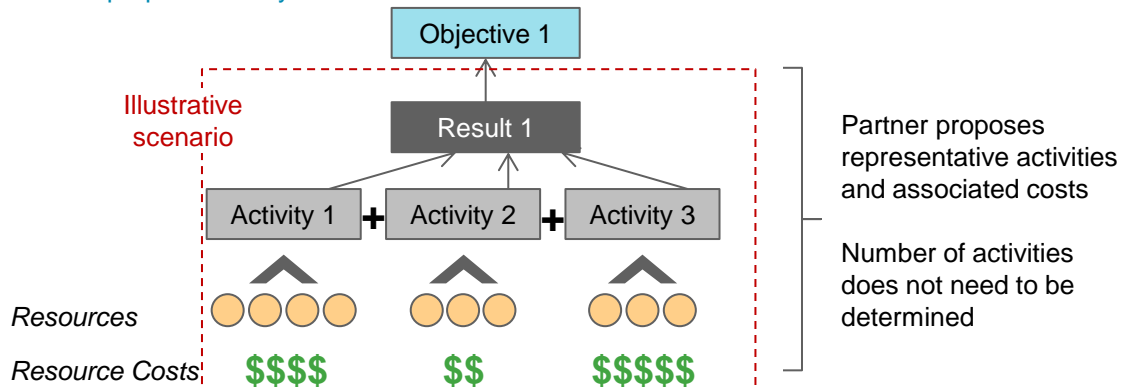 Objective 1
Illustrative
scenario
Result 1
Partner proposes
representative activities
and associated costs
Activity 1 + Activity 2 + Activity 3
Number of activities
does not need to be
determined
Resources
Resource Costs $$$$ $$ $$$$$